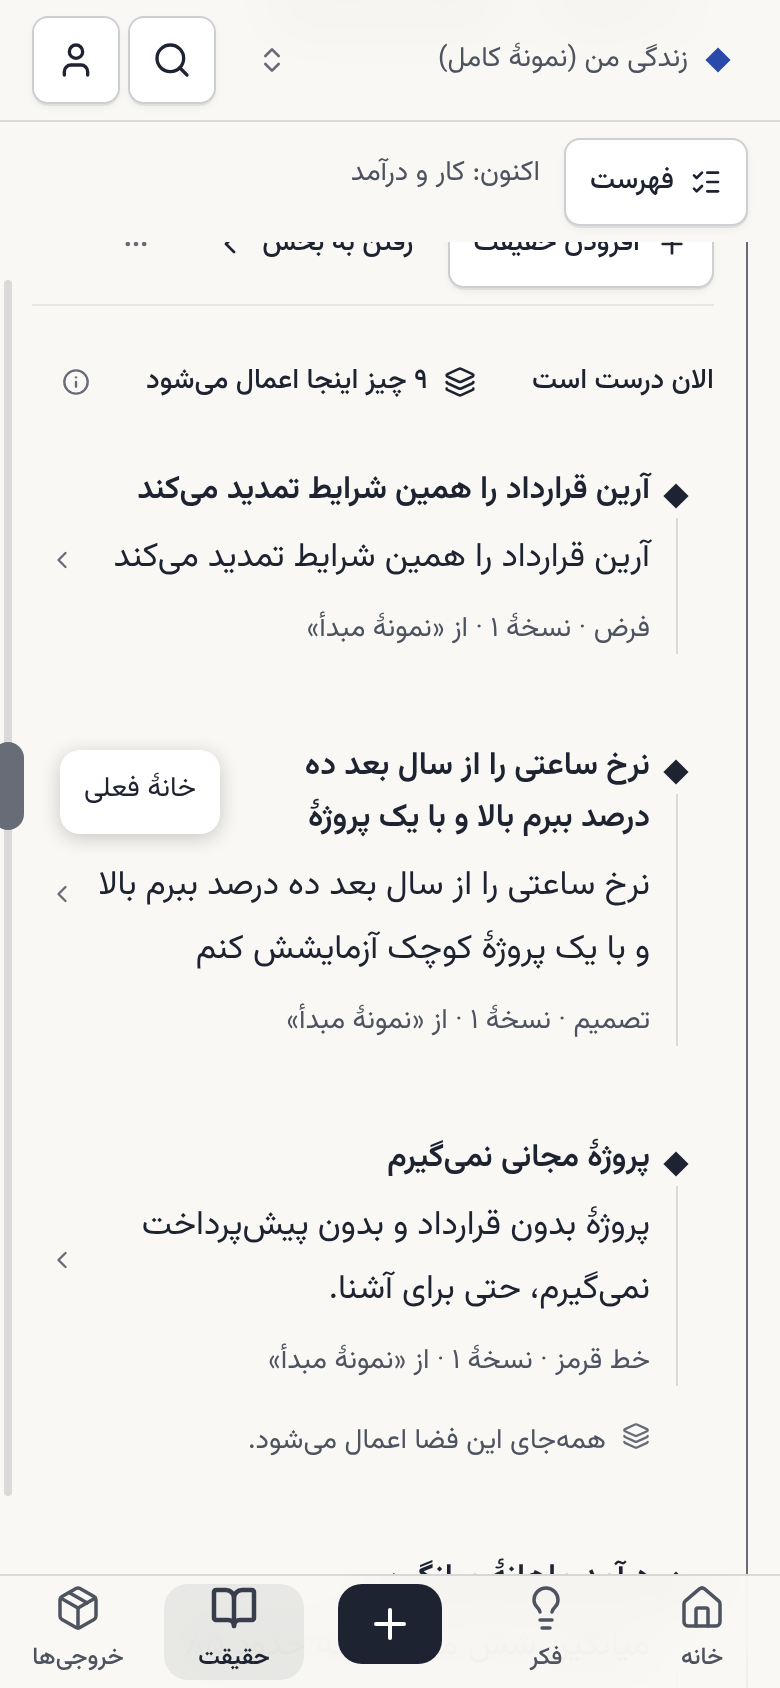 زندگی من (نمونهٔ کامل)
فهرست
اکنون: کار و درآمد
افزودن حقیقت
رفتن به بخش
الان درست است
۹ چیز اینجا اعمال می‌شود
آرین قرارداد را همین شرایط تمدید می‌کند
آرین قرارداد را همین شرایط تمدید می‌کند
فرض · نسخهٔ ۱ · از «نمونهٔ مبدأ»
نرخ ساعتی را از سال بعد ده
درصد ببرم بالا و با یک پروژهٔ
خانهٔ فعلی
نرخ ساعتی را از سال بعد ده درصد ببرم بالا
و با یک پروژهٔ کوچک آزمایشش کنم
تصمیم · نسخهٔ ۱ · از «نمونهٔ مبدأ»
پروژهٔ مجانی نمی‌گیرم
پروژهٔ بدون قرارداد و بدون پیش‌پرداخت
نمی‌گیرم، حتی برای آشنا.
خط قرمز · نسخهٔ ۱ · از «نمونهٔ مبدأ»
همه‌جای این فضا اعمال می‌شود.
خانه
فکر
حقیقت
خروجی‌ها